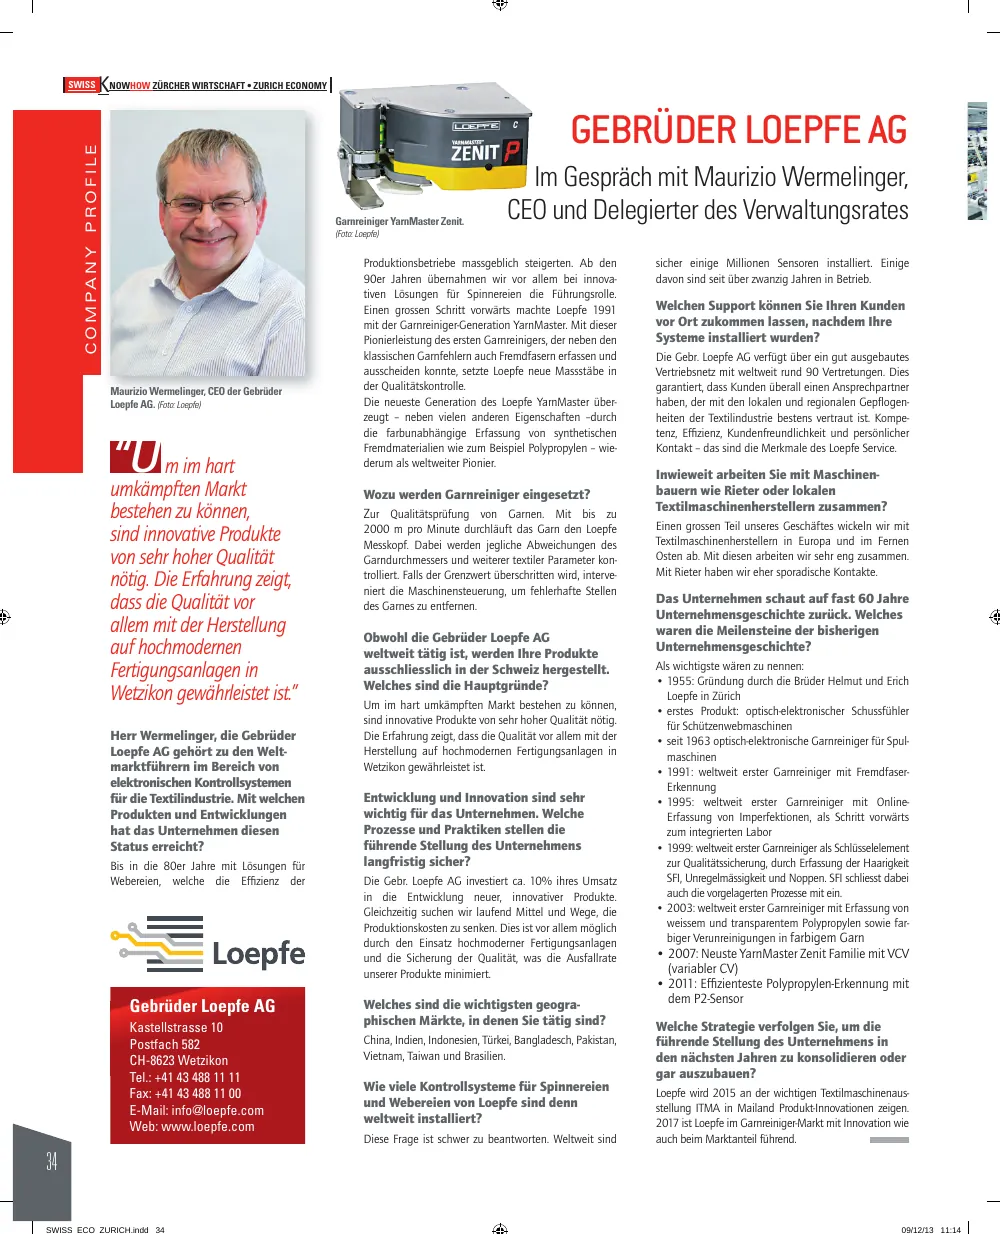 SWISS KNOWHOW ZÜRCHER WIRTSCHAFT • ZURICH ECONOMY
COMPANY PROFILE
LOEPFE C
YARNMASTER
ZENIT P
GEBRÜDER LOEPFE AG
Im Gespräch mit Maurizio Wermelinger,
CEO und Delegierter des Verwaltungsrates
Garnreiniger YarnMaster Zenit.
(Foto: Loepfe)
Maurizio Wermelinger, CEO der Gebrüder
Loepfe AG. (Foto: Loepfe)
“Um im hart
umkämpften Markt
bestehen zu können,
sind innovative Produkte
von sehr hoher Qualität
nötig. Die Erfahrung zeigt,
dass die Qualität vor
allem mit der Herstellung
auf hochmodernen
Fertigungsanlagen in
Wetzikon gewährleistet ist.”
Herr Wermelinger, die Gebrüder
Loepfe AG gehört zu den Welt-
marktführern im Bereich von
elektronischen Kontrollsystemen
für die Textilindustrie. Mit welchen
Produkten und Entwicklungen
hat das Unternehmen diesen
Status erreicht?
Bis in die 80er Jahre mit Lösungen für
Webereien, welche die Effizienz der
Loepfe
Gebrüder Loepfe AG
Kastellstrasse 10
Postfach 582
CH-8623 Wetzikon
Tel.: +41 43 488 11 11
Fax: +41 43 488 11 00
E-Mail: info@loepfe.com
Web: www.loepfe.com
Produktionsbetriebe massgeblich steigerten. Ab den
90er Jahren übernahmen wir vor allem bei innova-
tiven Lösungen für Spinnereien die Führungsrolle.
Einen grossen Schritt vorwärts machte Loepfe 1991
mit der Garnreiniger-Generation YarnMaster. Mit dieser
Pionierleistung des ersten Garnreinigers, der neben den
klassischen Garnfehlern auch Fremdfasern erfassen und
ausscheiden konnte, setzte Loepfe neue Massstäbe in
der Qualitätskontrolle.
Die neueste Generation des Loepfe YarnMaster über-
zeugt – neben vielen anderen Eigenschaften –durch
die farbunabhängige Erfassung von synthetischen
Fremdmaterialien wie zum Beispiel Polypropylen – wie-
derum als weltweiter Pionier.
Wozu werden Garnreiniger eingesetzt?
Zur Qualitätsprüfung von Garnen. Mit bis zu
2000 m pro Minute durchläuft das Garn den Loepfe
Messkopf. Dabei werden jegliche Abweichungen des
Garndurchmessers und weiterer textiler Parameter kon-
trolliert. Falls der Grenzwert überschritten wird, interve-
niert die Maschinensteuerung, um fehlerhafte Stellen
des Garnes zu entfernen.
Obwohl die Gebrüder Loepfe AG
weltweit tätig ist, werden Ihre Produkte
ausschliesslich in der Schweiz hergestellt.
Welches sind die Hauptgründe?
Um im hart umkämpften Markt bestehen zu können,
sind innovative Produkte von sehr hoher Qualität nötig.
Die Erfahrung zeigt, dass die Qualität vor allem mit der
Herstellung auf hochmodernen Fertigungsanlagen in
Wetzikon gewährleistet ist.
Entwicklung und Innovation sind sehr
wichtig für das Unternehmen. Welche
Prozesse und Praktiken stellen die
führende Stellung des Unternehmens
langfristig sicher?
Die Gebr. Loepfe AG investiert ca. 10% ihres Umsatz
in die Entwicklung neuer, innovativer Produkte.
Gleichzeitig suchen wir laufend Mittel und Wege, die
Produktionskosten zu senken. Dies ist vor allem möglich
durch den Einsatz hochmoderner Fertigungsanlagen
und die Sicherung der Qualität, was die Ausfallrate
unserer Produkte minimiert.
Welches sind die wichtigsten geogra-
phischen Märkte, in denen Sie tätig sind?
China, Indien, Indonesien, Türkei, Bangladesch, Pakistan,
Vietnam, Taiwan und Brasilien.
Wie viele Kontrollsysteme für Spinnereien
und Webereien von Loepfe sind denn
weltweit installiert?
Diese Frage ist schwer zu beantworten. Weltweit sind
sicher einige Millionen Sensoren installiert. Einige
davon sind seit über zwanzig Jahren in Betrieb.
Welchen Support können Sie Ihren Kunden
vor Ort zukommen lassen, nachdem Ihre
Systeme installiert wurden?
Die Gebr. Loepfe AG verfügt über ein gut ausgebautes
Vertriebsnetz mit weltweit rund 90 Vertretungen. Dies
garantiert, dass Kunden überall einen Ansprechpartner
haben, der mit den lokalen und regionalen Gepflogen-
heiten der Textilindustrie bestens vertraut ist. Kompe-
tenz, Effizienz, Kundenfreundlichkeit und persönlicher
Kontakt – das sind die Merkmale des Loepfe Service.
Inwieweit arbeiten Sie mit Maschinen-
bauern wie Rieter oder lokalen
Textilmaschinenherstellern zusammen?
Einen grossen Teil unseres Geschäftes wickeln wir mit
Textilmaschinenherstellern in Europa und im Fernen
Osten ab. Mit diesen arbeiten wir sehr eng zusammen.
Mit Rieter haben wir eher sporadische Kontakte.
Das Unternehmen schaut auf fast 60 Jahre
Unternehmensgeschichte zurück. Welches
waren die Meilensteine der bisherigen
Unternehmensgeschichte?
Als wichtigste wären zu nennen:
• 1955: Gründung durch die Brüder Helmut und Erich
Loepfe in Zürich
• erstes Produkt: optisch-elektronischer Schussfühler
für Schützenwebmaschinen
• seit 1963 optisch-elektronische Garnreiniger für Spul-
maschinen
• 1991: weltweit erster Garnreiniger mit Fremdfaser-
Erkennung
• 1995: weltweit erster Garnreiniger mit Online-
Erfassung von Imperfektionen, als Schritt vorwärts
zum integrierten Labor
• 1999: weltweit erster Garnreiniger als Schlüsselelement
zur Qualitätssicherung, durch Erfassung der Haarigkeit
SFI, Unregelmässigkeit und Noppen. SFI schliesst dabei
auch die vorgelagerten Prozesse mit ein.
• 2003: weltweit erster Garnreiniger mit Erfassung von
weissem und transparentem Polypropylen sowie far-
biger Verunreinigungen in farbigem Garn
• 2007: Neuste YarnMaster Zenit Familie mit VCV
(variabler CV)
• 2011: Effizienteste Polypropylen-Erkennung mit
dem P2-Sensor
Welche Strategie verfolgen Sie, um die
führende Stellung des Unternehmens in
den nächsten Jahren zu konsolidieren oder
gar auszubauen?
Loepfe wird 2015 an der wichtigen Textilmaschinenaus-
stellung ITMA in Mailand Produkt-Innovationen zeigen.
2017 ist Loepfe im Garnreiniger-Markt mit Innovation wie
auch beim Marktanteil führend.
34
SWISS_ECO_ZURICH.indd 34
09/12/13 11:14